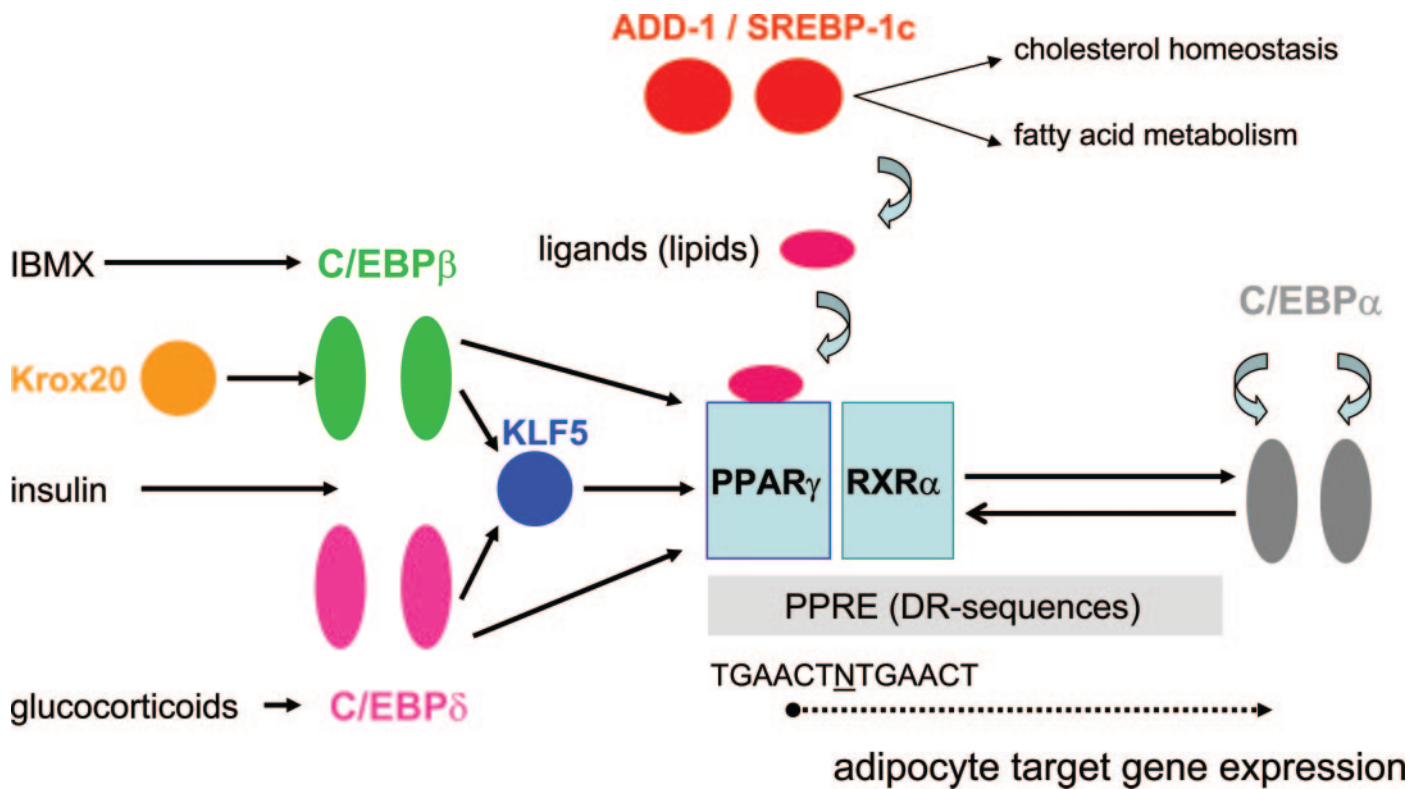 ADD-1 / SREBP-1c
cholesterol homeostasis
fatty acid metabolism
ligands (lipids)
IBMX
C/EBPβ
C/EBPα
Krox20
KLF5
insulin
PPARγ
RXRα
PPRE (DR-sequences)
TGAACTNTGAACT
glucocorticoids
C/EBPδ
adipocyte target gene expression